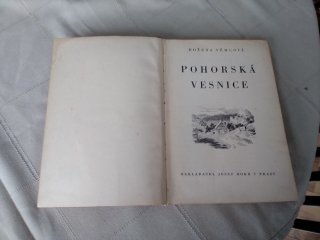 BOŽENA NĚMCOVÁ
POHORSKÁ
VESNICE
NAKLADATEL JOSEF HOKR V PRAZE